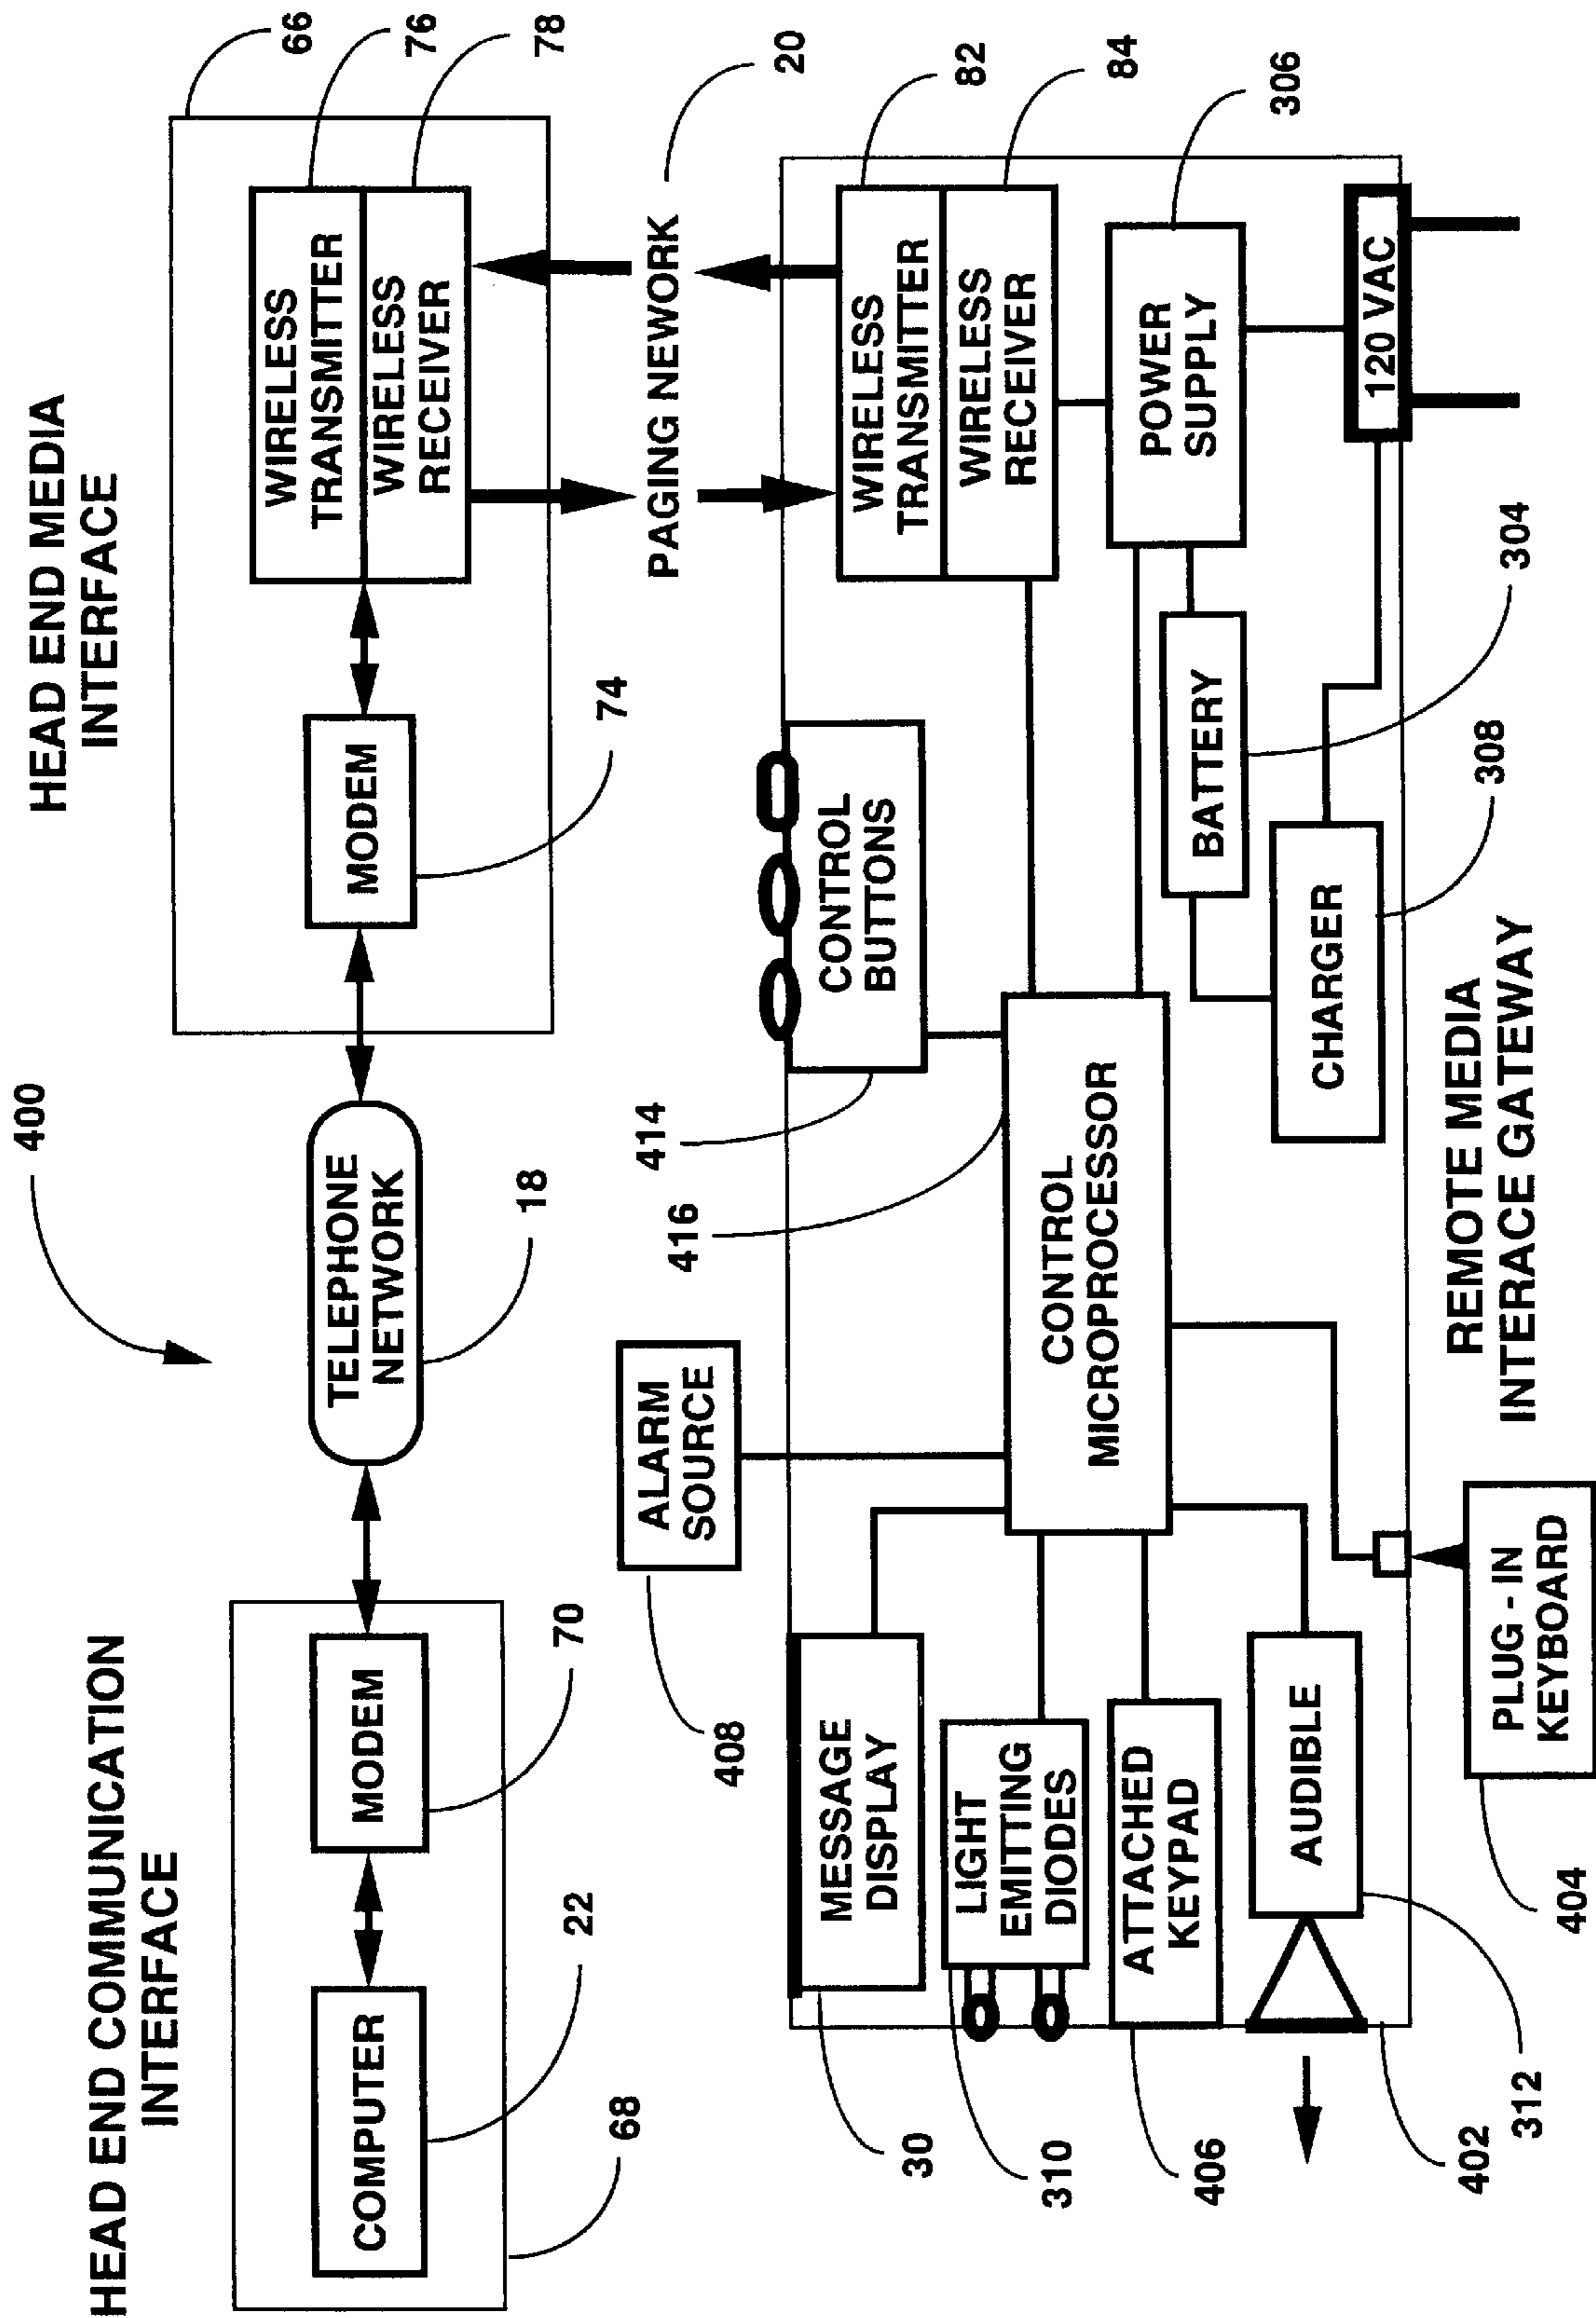 400
HEAD END COMMUNICATION
INTERFACE
HEAD END MEDIA
INTERFACE
COMPUTER
22
68
MODEM
70
TELEPHONE
NETWORK
18
MODEM
74
WIRELESS
TRANSMITTER
WIRELESS
RECEIVER
66
76
78
PAGING NEWORK
20
ALARM
SOURCE
408
414
416
MESSAGE
DISPLAY
30
LIGHT
EMITTING
DIODES
310
ATTACHED
KEYPAD
406
AUDIBLE
312
402
CONTROL
MICROPROCESSOR
CONTROL
BUTTONS
WIRELESS
TRANSMITTER
WIRELESS
RECEIVER
82
84
POWER
SUPPLY
306
BATTERY
304
CHARGER
308
120 VAC
PLUG - IN
KEYBOARD
404
REMOTE MEDIA
INTERACE GATEWAY